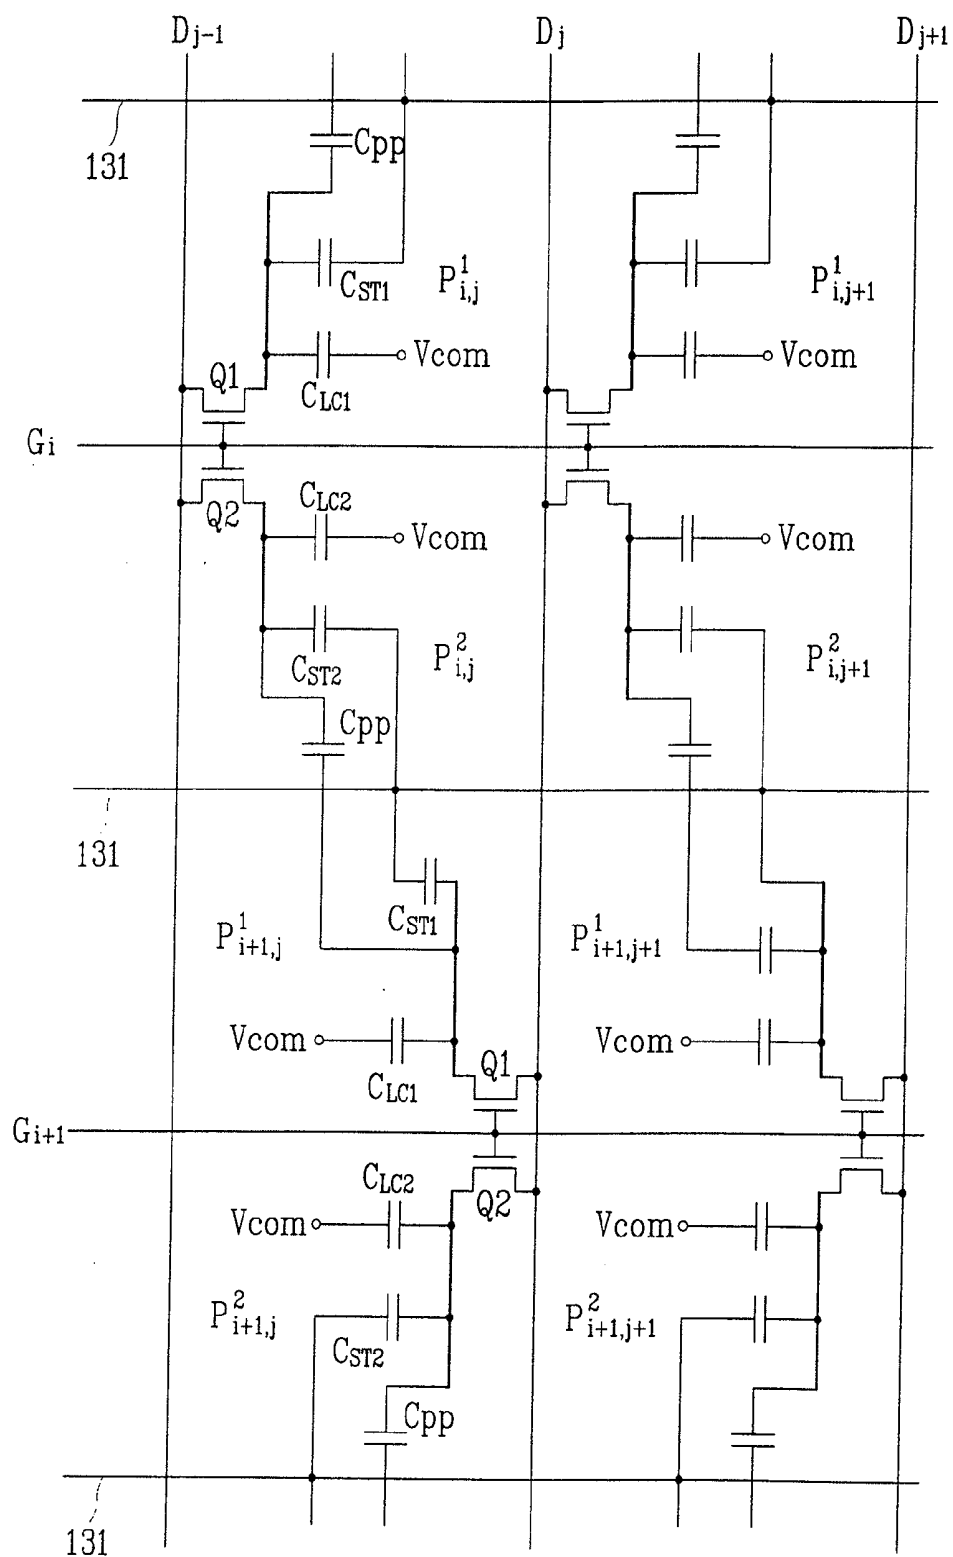 Dj-1 Dj Dj+1
131
Cpp
CST1
P1i,j P1i,j+1
Vcom Vcom
Q1
CLC1
Gi
CLC2
Q2
Vcom Vcom
P2i,j P2i,j+1
CST2
Cpp
131
CST1
P1i+1,j P1i+1,j+1
Vcom Vcom
Q1
CLC1
Gi+1
CLC2
Q2
Vcom Vcom
P2i+1,j P2i+1,j+1
CST2
Cpp
131